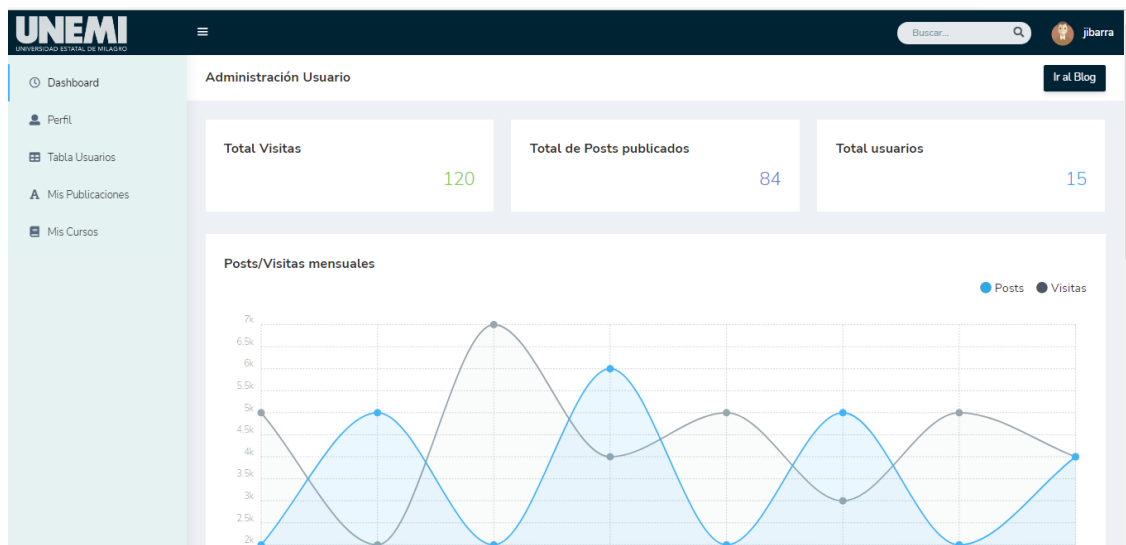 UNEMI
UNIVERSIDAD ESTATAL DE MILAGRO
Buscar...
jibarra
Dashboard
Perfil
Tabla Usuarios
Mis Publicaciones
Mis Cursos
Administración Usuario
Ir al Blog
Total Visitas
120
Total de Posts publicados
84
Total usuarios
15
Posts/Visitas mensuales
Posts
Visitas
7k
6.5k
6k
5.5k
5k
4.5k
4k
3.5k
3k
2.5k
2k